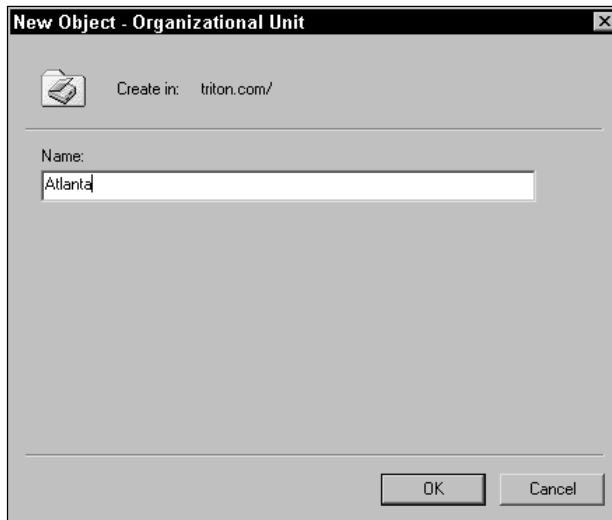 New Object - Organizational Unit
Create in: triton.com/
Name:
Atlanta
OK Cancel